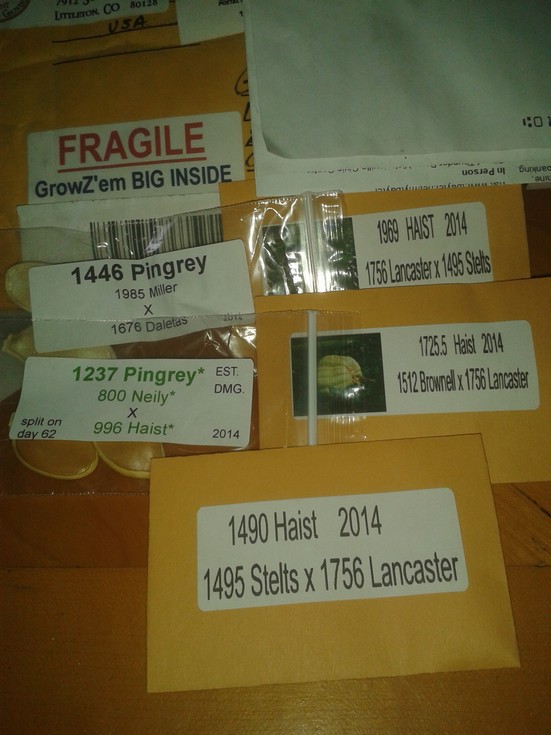 LITTLETON, CO 80128
USA
FRAGILE
GrowZ'em BIG INSIDE
In Person
1969 HAIST 2014
1756 Lancaster x 1495 Stelts
1446 Pingrey
1985 Miller
X
1676 Daletas
2014
1725.5 Haist 2014
1512 Brownell x 1756 Lancaster
1237 Pingrey*
EST.
DMG.
800 Neily*
X
996 Haist*
split on
day 62
2014
1490 Haist 2014
1495 Stelts x 1756 Lancaster